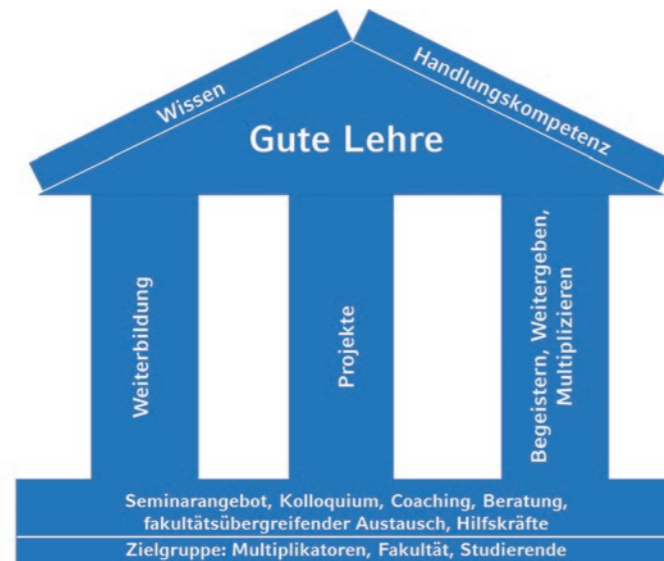 Wissen
Handlungskompetenz
Gute Lehre
Weiterbildung
Projekte
Begeistern, Weitergeben,
Multiplizieren
Seminarangebot, Kolloquium, Coaching, Beratung,
fakultätsübergreifender Austausch, Hilfskräfte
Zielgruppe: Multiplikatoren, Fakultät, Studierende